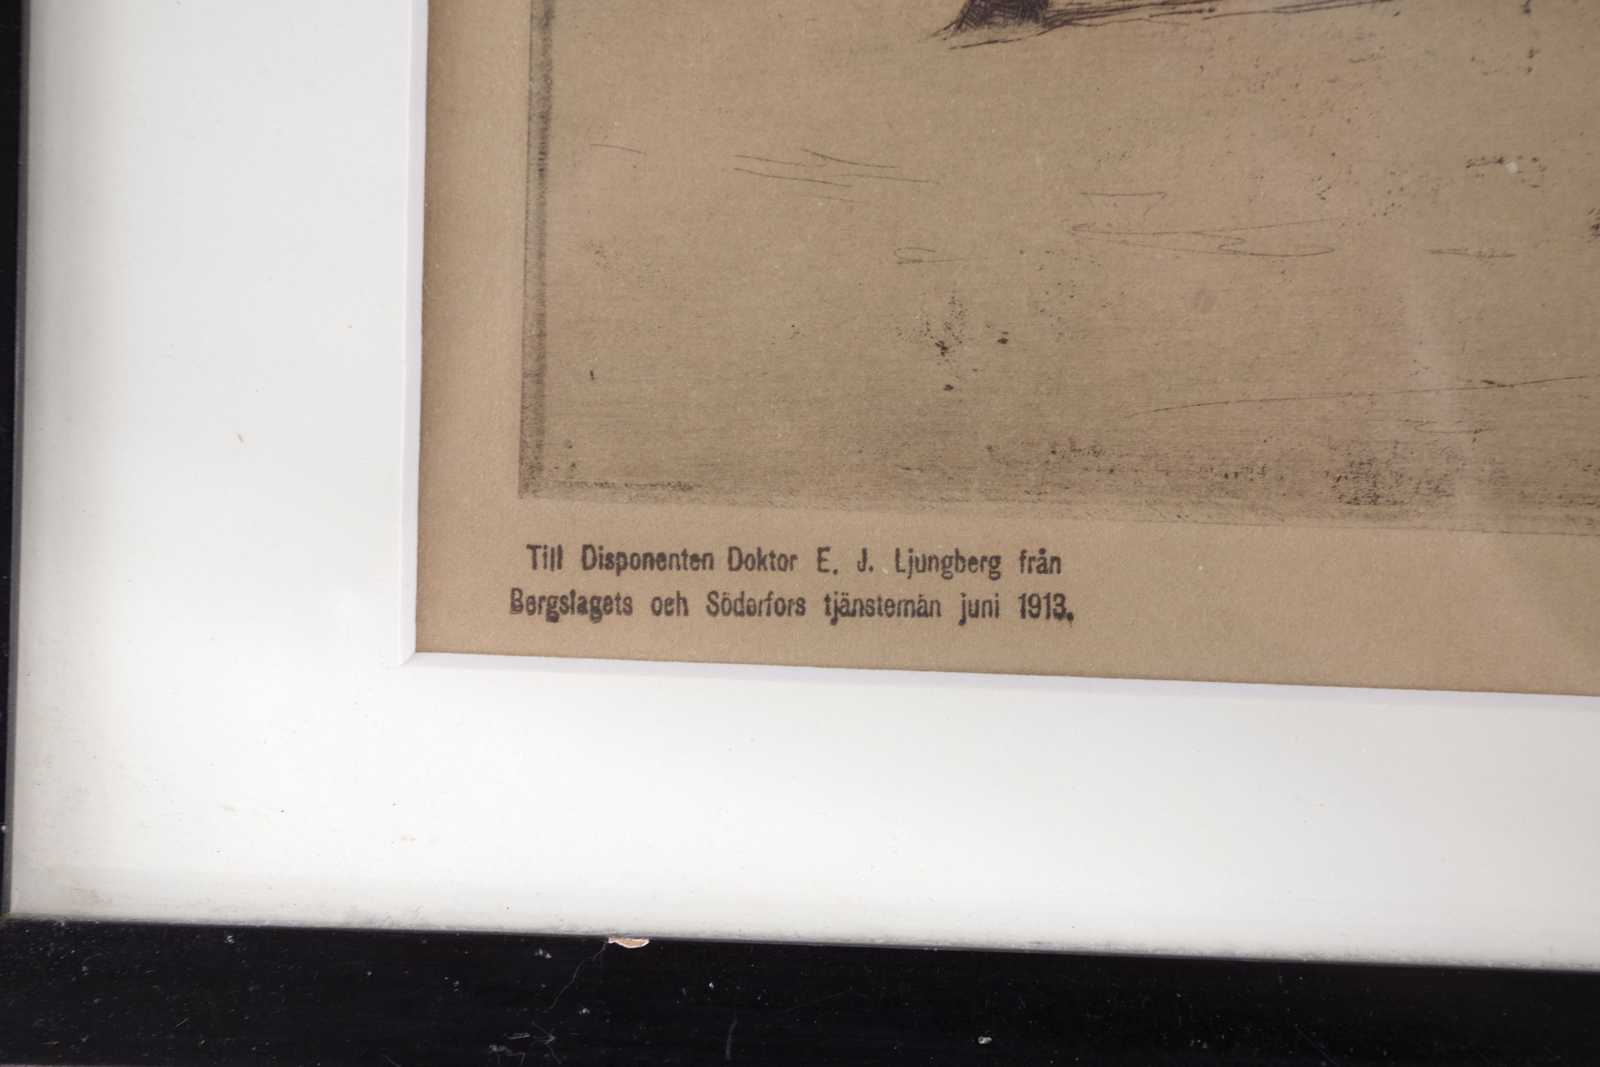 Till Disponenten Doktor E. J. Ljungberg från
Bergslagets och Söderfors tjänstemän juni 1913.